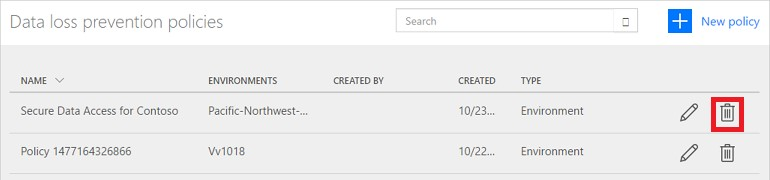 Data loss prevention policies Search New policy
NAME ENVIRONMENTS CREATED BY CREATED TYPE
Secure Data Access for Contoso Pacific-Northwest-... 10/23... Environment
Policy 1477164326866 Vv1018 10/22... Environment